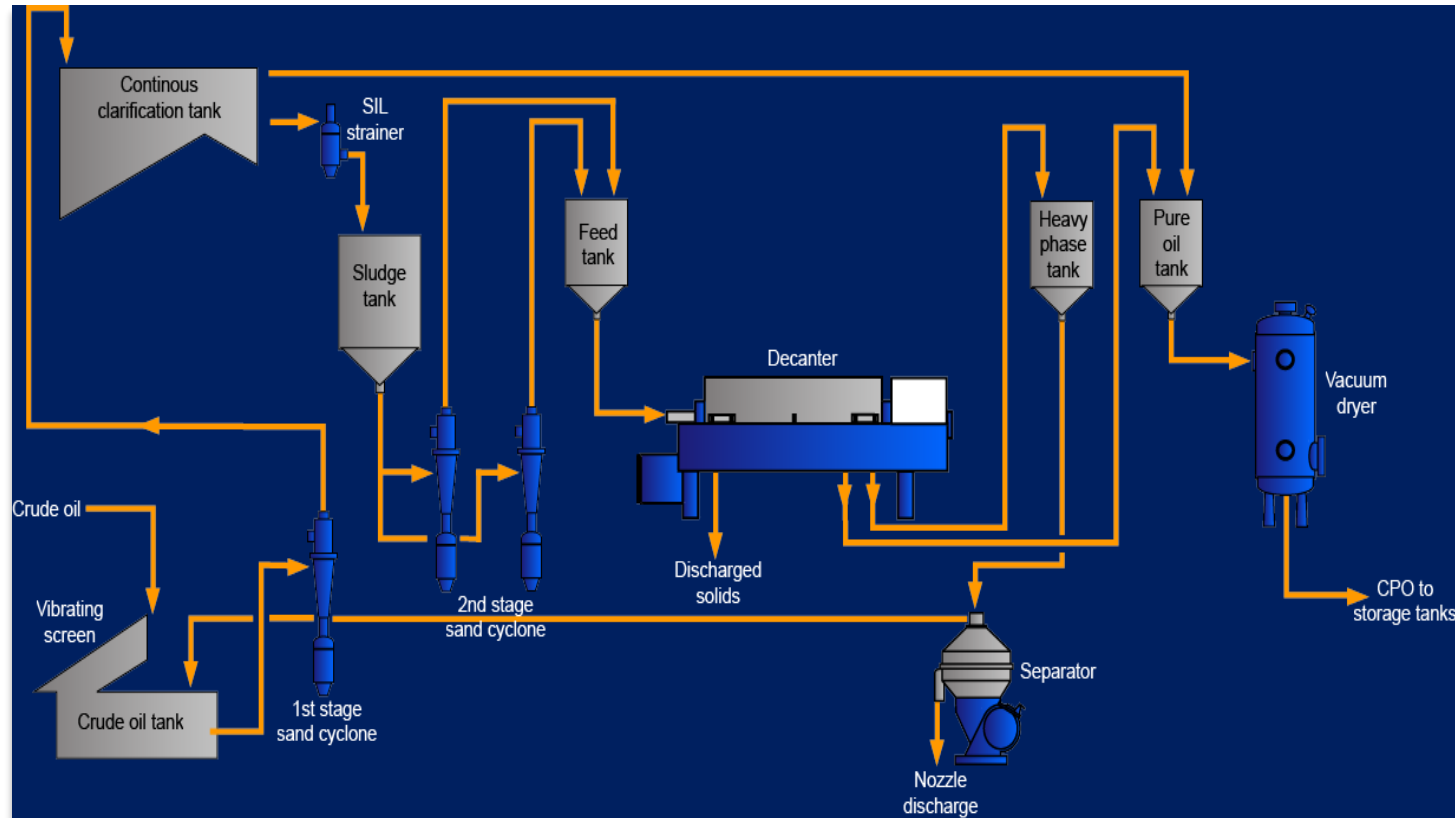 Continous
clarification tank
SIL
strainer
Sludge
tank
Feed
tank
Heavy
phase
tank
Pure
oil
tank
Decanter
Vacuum
dryer
Crude oil
Discharged
solids
CPO to
storage tanks
Vibrating
screen
2nd stage
sand cyclone
Separator
Crude oil tank
1st stage
sand cyclone
Nozzle
discharge